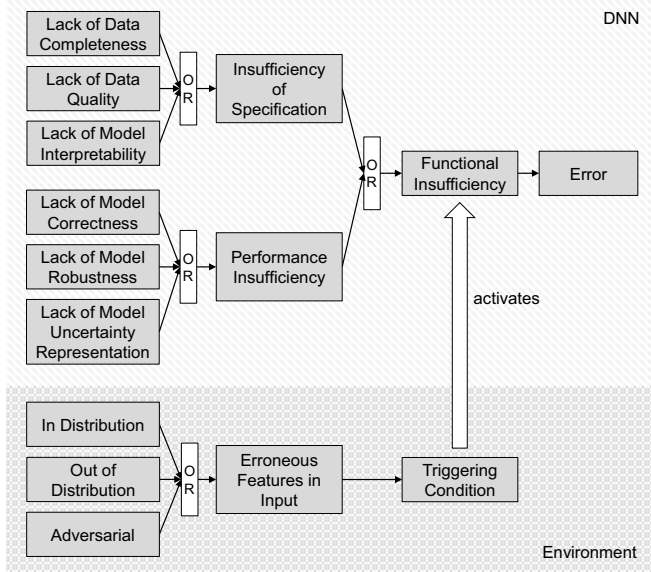 DNN
Lack of Data
Completeness
Lack of Data
Quality
Lack of Model
Interpretability
O
R
Insufficiency
of
Specification
Lack of Model
Correctness
Lack of Model
Robustness
Lack of Model
Uncertainty
Representation
O
R
Performance
Insufficiency
O
R
Functional
Insufficiency
Error
activates
In Distribution
Out of
Distribution
Adversarial
O
R
Erroneous
Features in
Input
Triggering
Condition
Environment